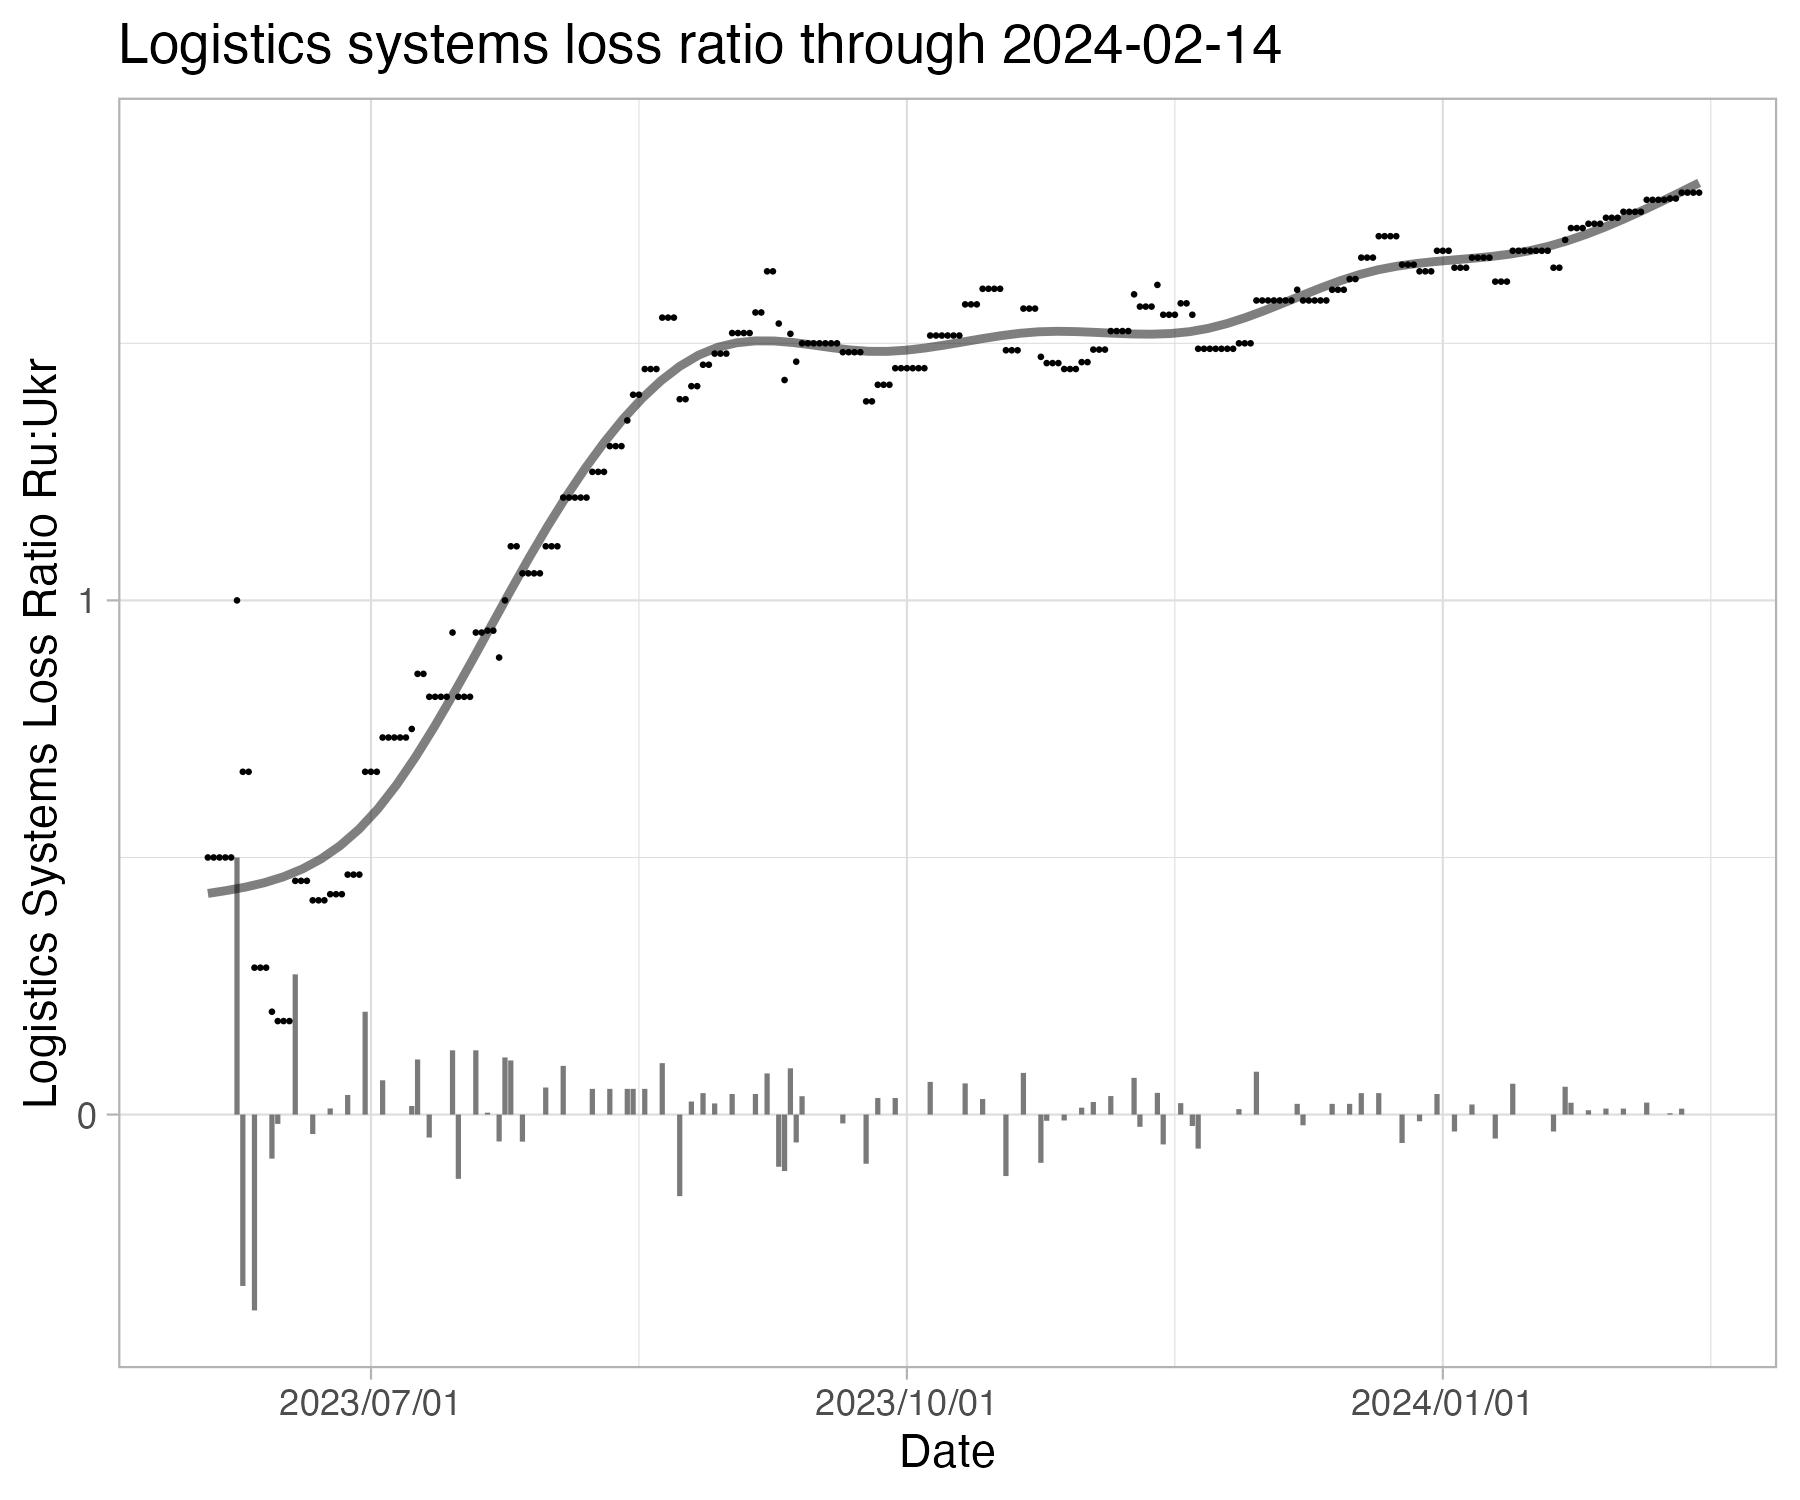 Logistics systems loss ratio through 2024-02-14
Logistics Systems Loss Ratio Ru:Ukr
1
0
2023/07/01
2023/10/01
2024/01/01
Date